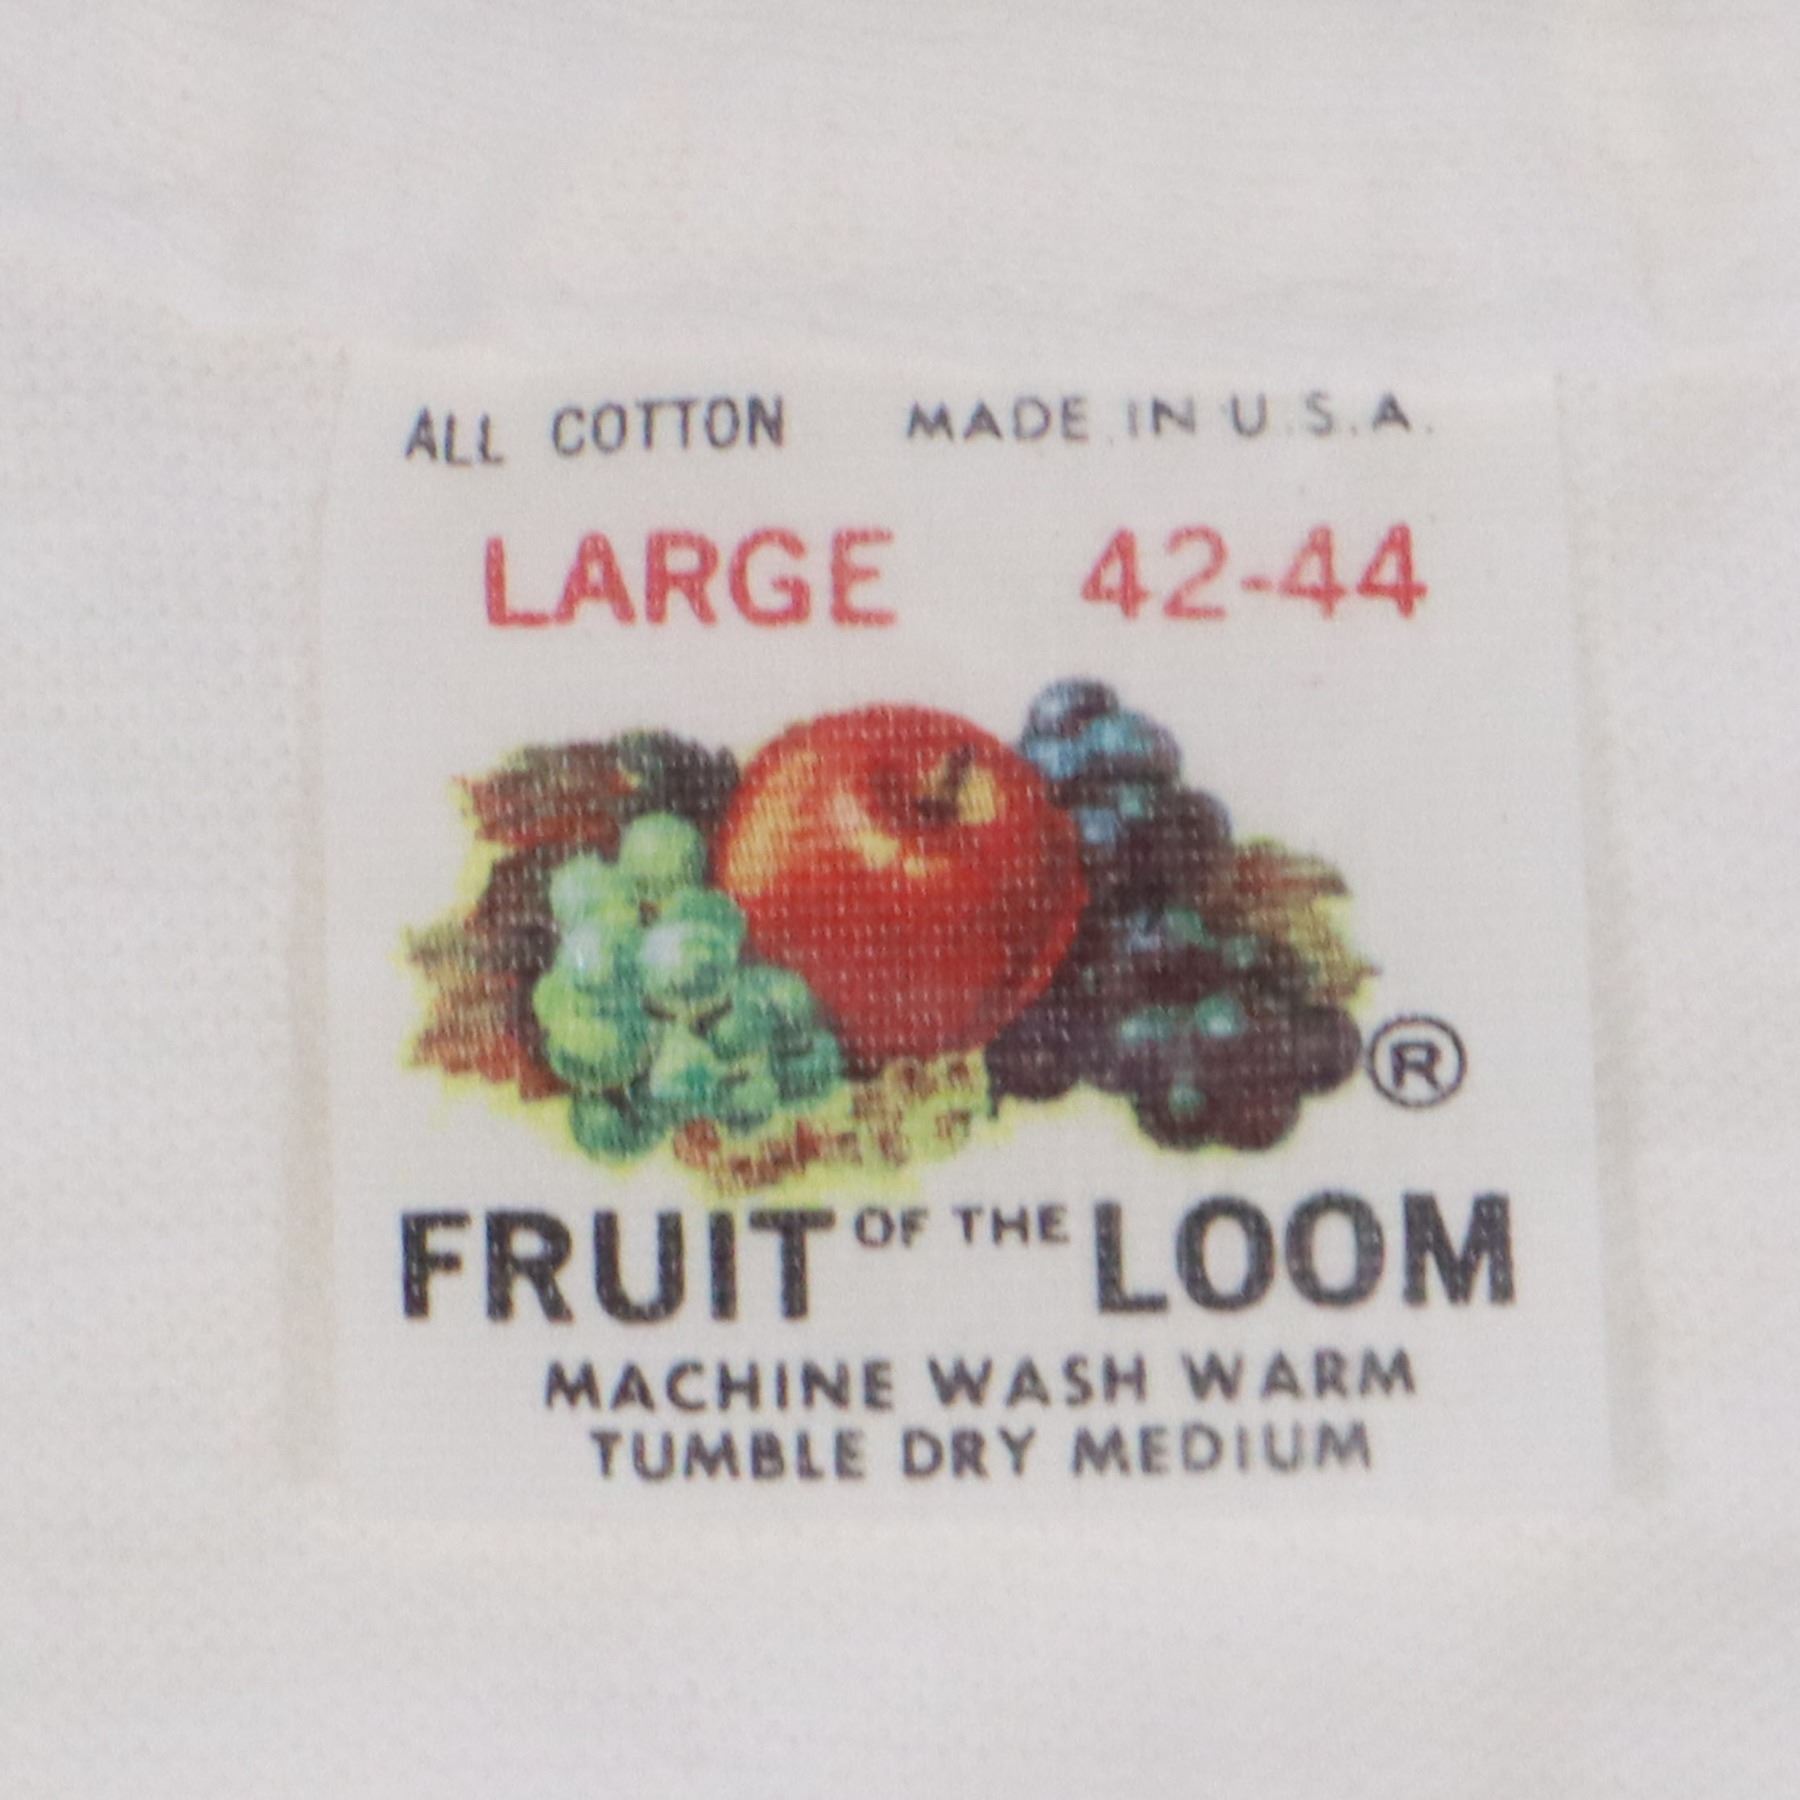 ALL COTTON MADE IN U.S.A.
LARGE 42-44
®
FRUIT OF THE LOOM
MACHINE WASH WARM
TUMBLE DRY MEDIUM